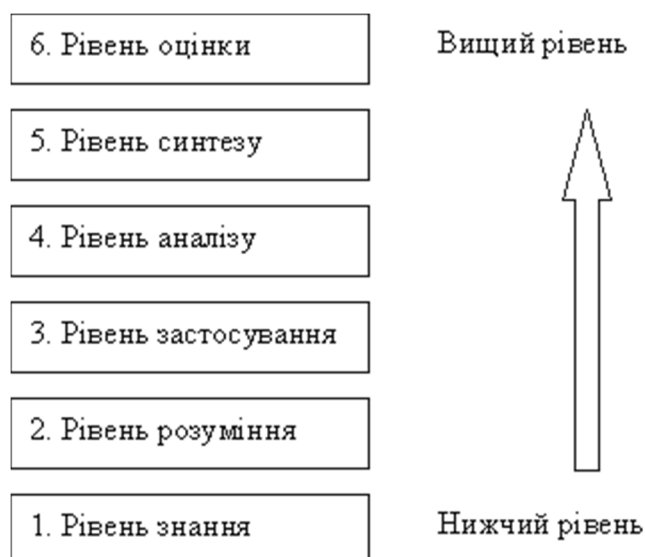 6. Рівень оцінки
Вищий рівень
5. Рівень синтезу
4. Рівень аналізу
3. Рівень застосування
2. Рівень розуміння
1. Рівень знання
Нижчий рівень